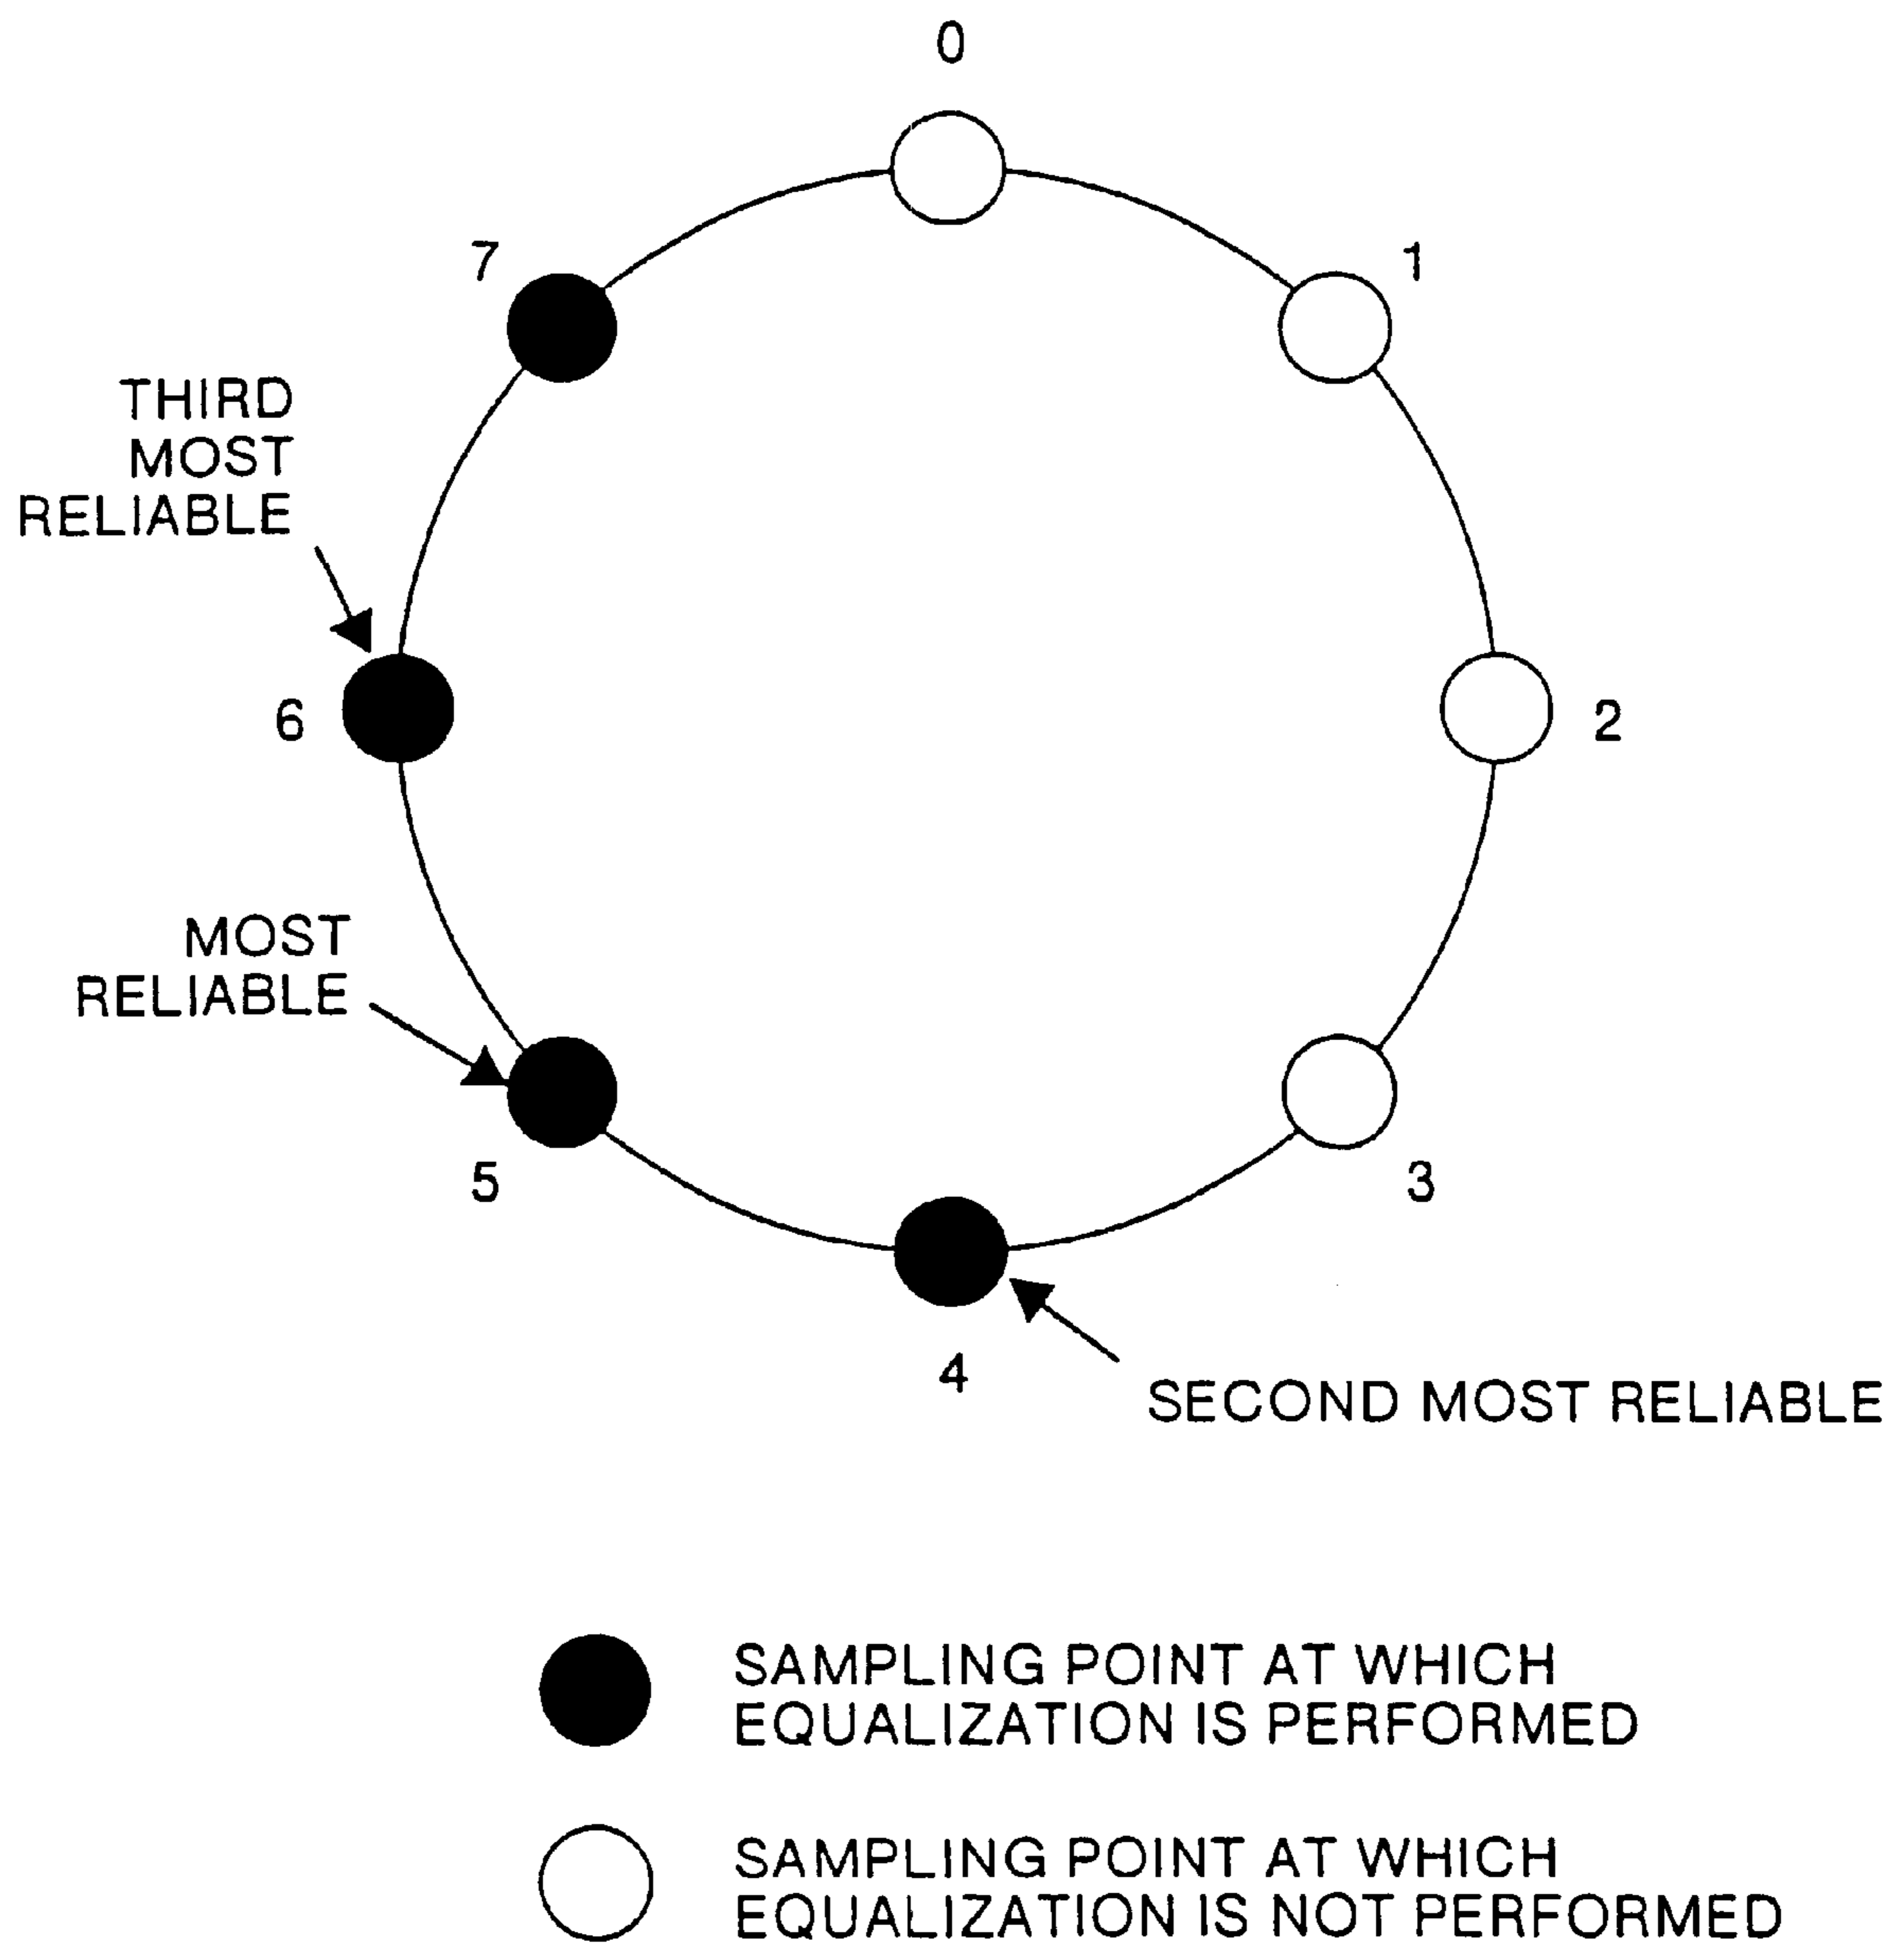 0
7
1
THIRD
MOST
RELIABLE
6
2
MOST
RELIABLE
5
3
4
SECOND MOST RELIABLE
SAMPLING POINT AT WHICH
EQUALIZATION IS PERFORMED
SAMPLING POINT AT WHICH
EQUALIZATION IS NOT PERFORMED